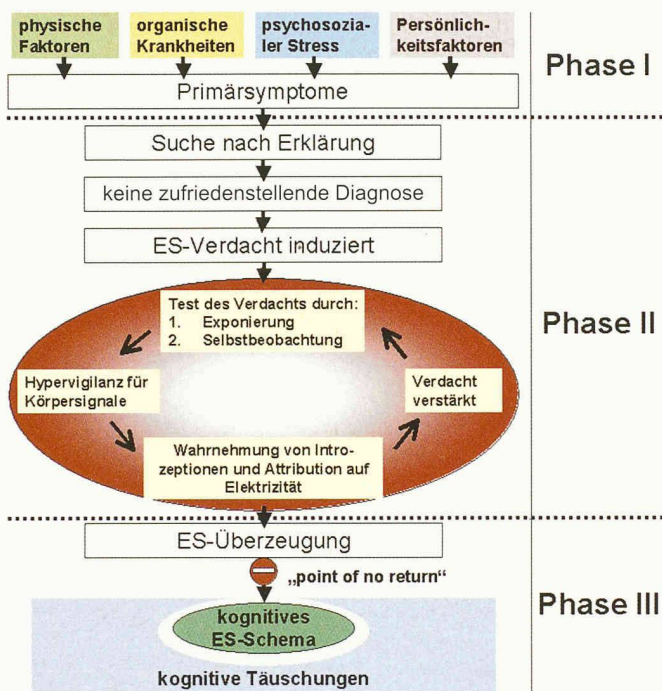 physische
Faktoren
organische
Krankheiten
psychosozia-
ler Stress
Persönlich-
keitsfaktoren
Phase I
Primärsymptome
Suche nach Erklärung
keine zufriedenstellende Diagnose
ES-Verdacht induziert
Phase II
Test des Verdachts durch:
1. Exponierung
2. Selbstbeobachtung
Hypervigilanz für
Körpersignale
Verdacht
verstärkt
Wahrnehmung von Intro-
zeptionen und Attribution auf
Elektrizität
ES-Überzeugung
„point of no return“
Phase III
kognitives
ES-Schema
kognitive Täuschungen